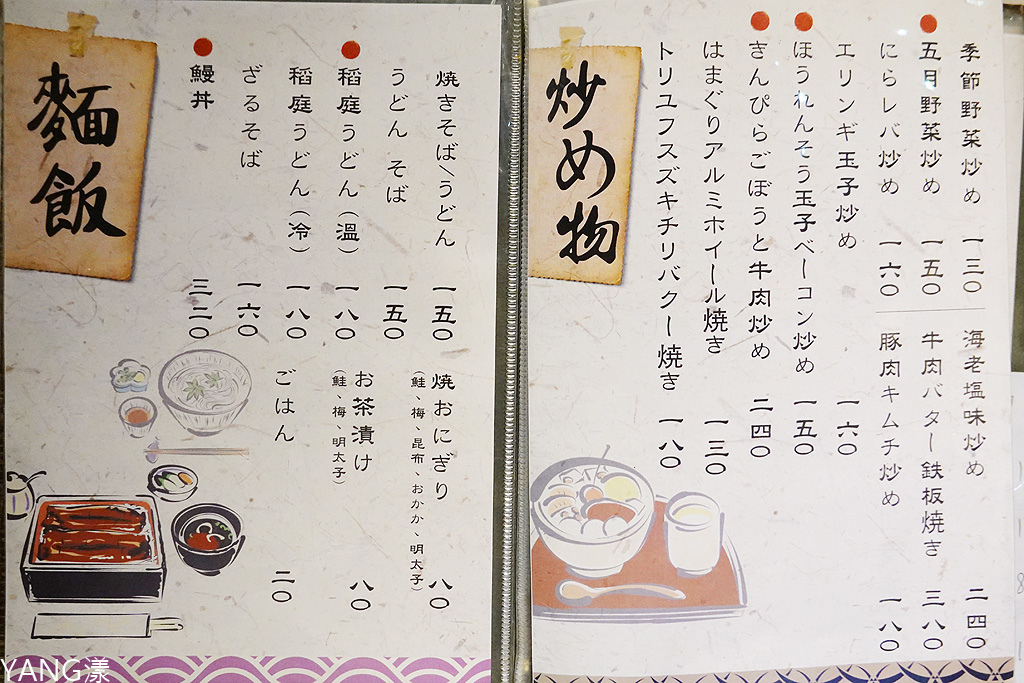 炒め物
季節野菜炒め 一三〇
五月野菜炒め 一五〇
にらレバ炒め 一六〇
エリンギ玉子炒め 一六〇
ほうれんそう玉子ベーコン炒め 一五〇
きんぴらごぼうと牛肉炒め 二四〇
はまぐりアルミホイール焼き 一三〇
トリュフスズキチリバクー焼き 一八〇
海老塩味炒め 二四〇
牛肉バター鉄板焼き 三八〇
豚肉キムチ炒め 一八〇
麵飯
焼きそば/うどん 一五〇
うどん そば 一五〇
稻庭うどん(溫) 一八〇
稻庭うどん(冷) 一八〇
ざるそば 一六〇
鰻丼 三二〇
焼おにぎり 八〇
(鮭、梅、昆布、おかか、明太子)
お茶漬け 八〇
(鮭、梅、明太子)
ごはん 二〇
YANG漾